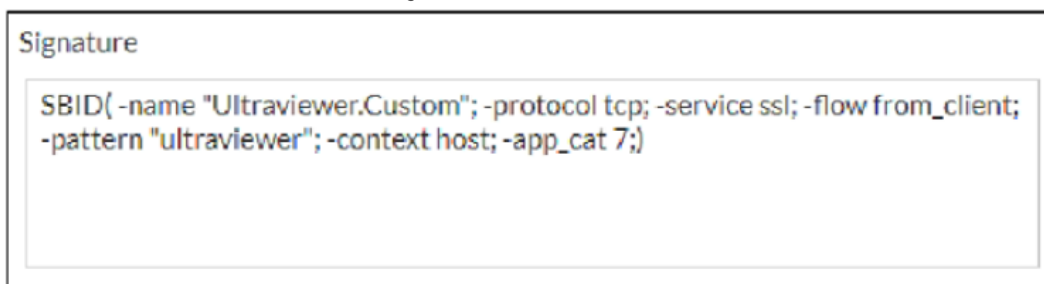 Signature
SBID( -name "Ultraviewer.Custom"; -protocol tcp; -service ssl; -flow from_client;
-pattern "ultraviewer"; -context host; -app_cat 7;)